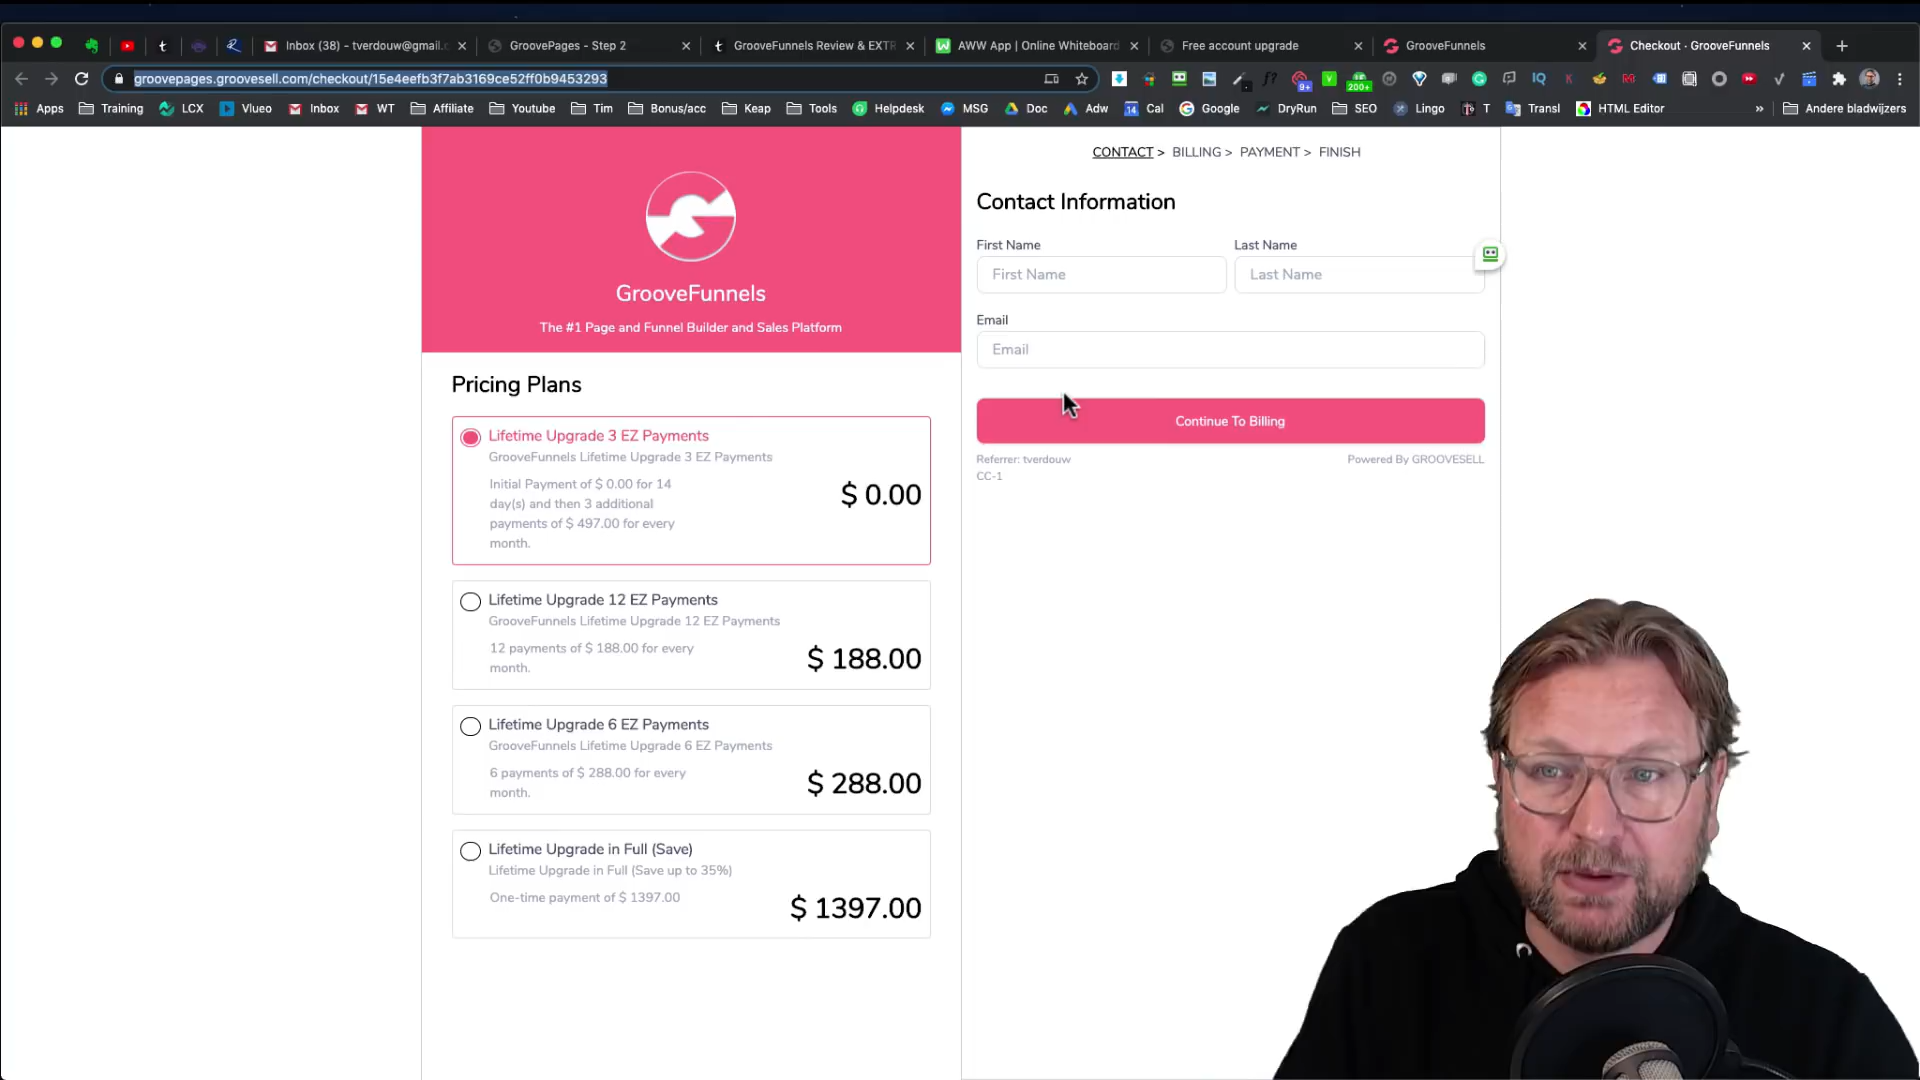 Inbox (38) - tverdouw@gmail.c
GroovePages - Step 2
GrooveFunnels Review & EXTR
AWW App | Online Whiteboard
Free account upgrade
GrooveFunnels
Checkout · GrooveFunnels
groovepages.groovesell.com/checkout/15e4eefb3f7ab3169ce52ff0b9453293
Apps
Training
LCX
Vlueo
Inbox
WT
Affiliate
Youtube
Tim
Bonus/acc
Keap
Tools
Helpdesk
MSG
Doc
Adw
Cal
Google
DryRun
SEO
Lingo
T
Transl
HTML Editor
»
Andere bladwijzers
GrooveFunnels
The #1 Page and Funnel Builder and Sales Platform
Pricing Plans
Lifetime Upgrade 3 EZ Payments
GrooveFunnels Lifetime Upgrade 3 EZ Payments
Initial Payment of $ 0.00 for 14
day(s) and then 3 additional
payments of $ 497.00 for every
month.
$ 0.00
Lifetime Upgrade 12 EZ Payments
GrooveFunnels Lifetime Upgrade 12 EZ Payments
12 payments of $ 188.00 for every
month.
$ 188.00
Lifetime Upgrade 6 EZ Payments
GrooveFunnels Lifetime Upgrade 6 EZ Payments
6 payments of $ 288.00 for every
month.
$ 288.00
Lifetime Upgrade in Full (Save)
Lifetime Upgrade in Full (Save up to 35%)
One-time payment of $ 1397.00
$ 1397.00
CONTACT > BILLING > PAYMENT > FINISH
Contact Information
First Name
Last Name
First Name
Last Name
Email
Email
Continue To Billing
Referrer: tverdouw
Powered By GROOVESELL
CC-1